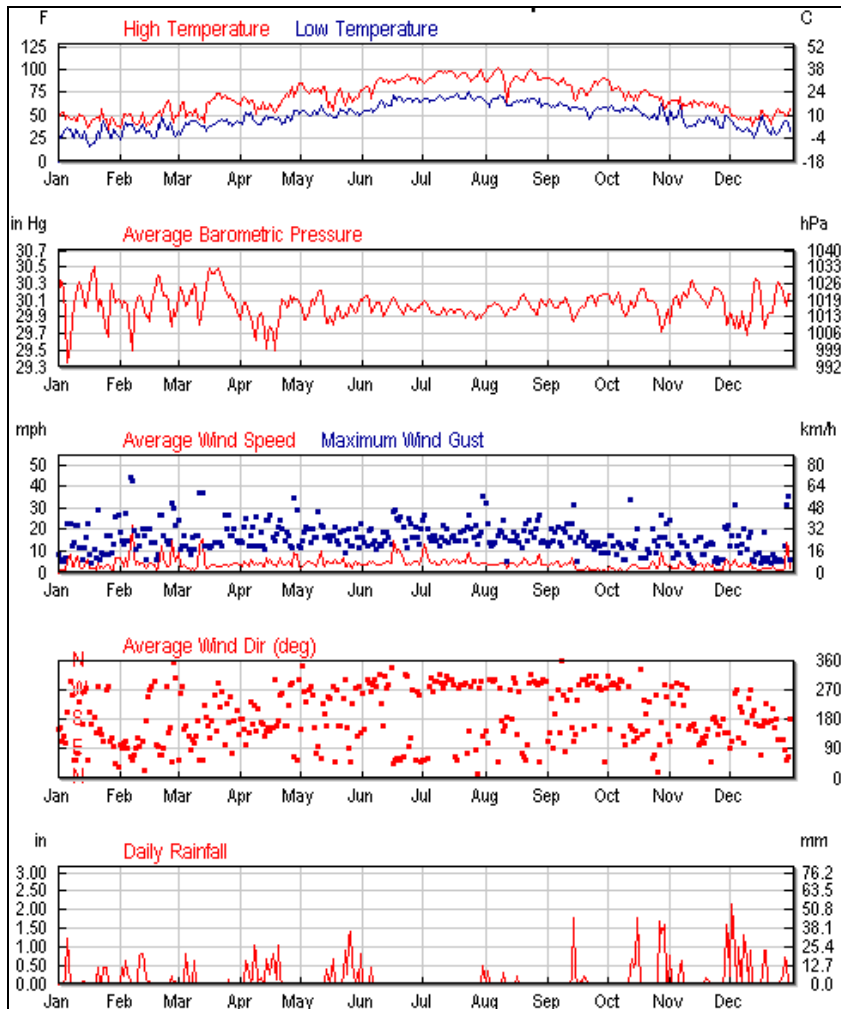 F C
High Temperature Low Temperature
125 52
100 38
75 24
50 10
25 -4
0 -18
Jan Feb Mar Apr May Jun Jul Aug Sep Oct Nov Dec
in Hg hPa
Average Barometric Pressure
30.7 1040
30.5 1033
30.3 1026
30.1 1019
29.9 1013
29.7 1006
29.5 999
29.3 992
Jan Feb Mar Apr May Jun Jul Aug Sep Oct Nov Dec
mph km/h
Average Wind Speed Maximum Wind Gust
50 80
40 64
30 48
20 32
10 16
0 0
Jan Feb Mar Apr May Jun Jul Aug Sep Oct Nov Dec
Average Wind Dir (deg)
N 360
W 270
S 180
E 90
N 0
Jan Feb Mar Apr May Jun Jul Aug Sep Oct Nov Dec
in mm
Daily Rainfall
3.00 76.2
2.50 63.5
2.00 50.8
1.50 38.1
1.00 25.4
0.50 12.7
0.00 0.0
Jan Feb Mar Apr May Jun Jul Aug Sep Oct Nov Dec